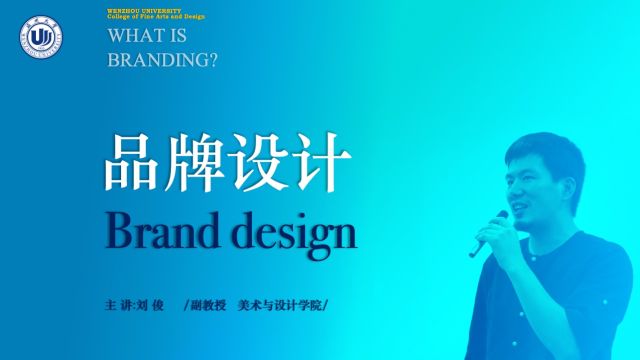 WENZHOU UNIVERSITY
College of Fine Arts and Design
WHAT IS
BRANDING?
品牌设计
Brand design
主 讲:刘 俊 /副教授 美术与设计学院/